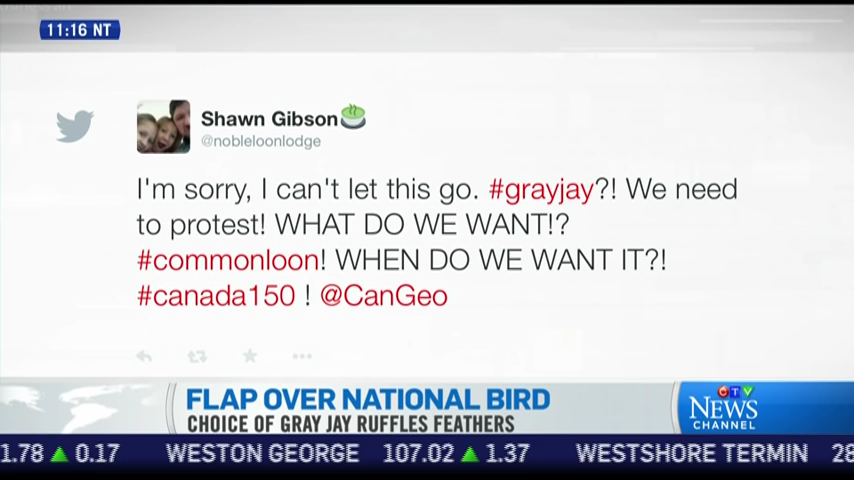 11:16 NT
Shawn Gibson
@nobleloonlodge
I'm sorry, I can't let this go. #grayjay?! We need
to protest! WHAT DO WE WANT!?
#commonloon! WHEN DO WE WANT IT?!
#canada150 ! @CanGeo
FLAP OVER NATIONAL BIRD
CHOICE OF GRAY JAY RUFFLES FEATHERS
CTV
NEWS
CHANNEL
1.78 ▲ 0.17 WESTON GEORGE 107.02 ▲ 1.37 WESTSHORE TERMIN 28